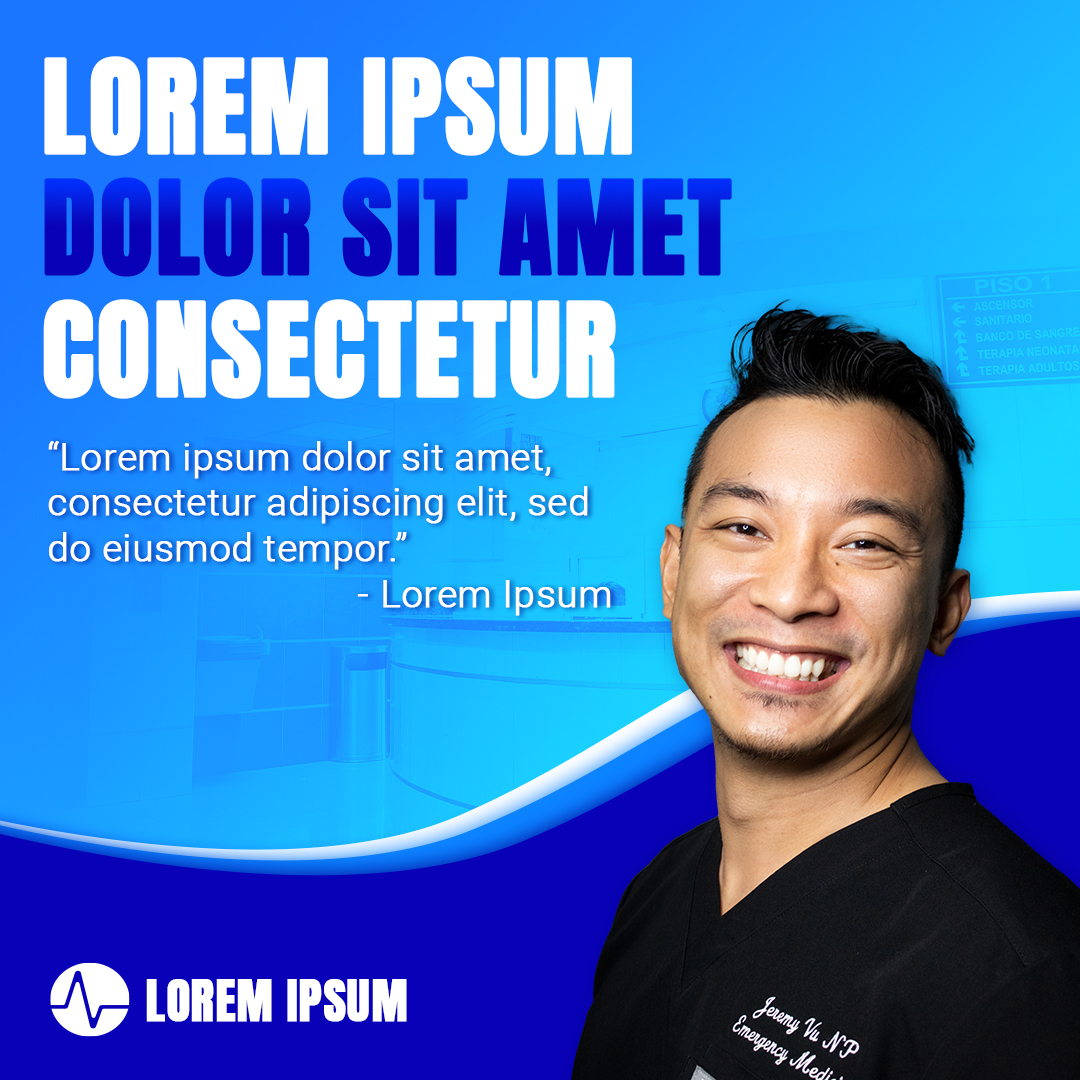 LOREM IPSUM
DOLOR SIT AMET
CONSECTETUR
“Lorem ipsum dolor sit amet,
consectetur adipiscing elit, sed
do eiusmod tempor.”
- Lorem Ipsum
PISO 1
ASCENSOR
SANITARIO
BANCO DE SANGRE
TERAPIA NEONATA
TERAPIA ADULTOS
Jeremy Vu NP
Emergency Medici
LOREM IPSUM